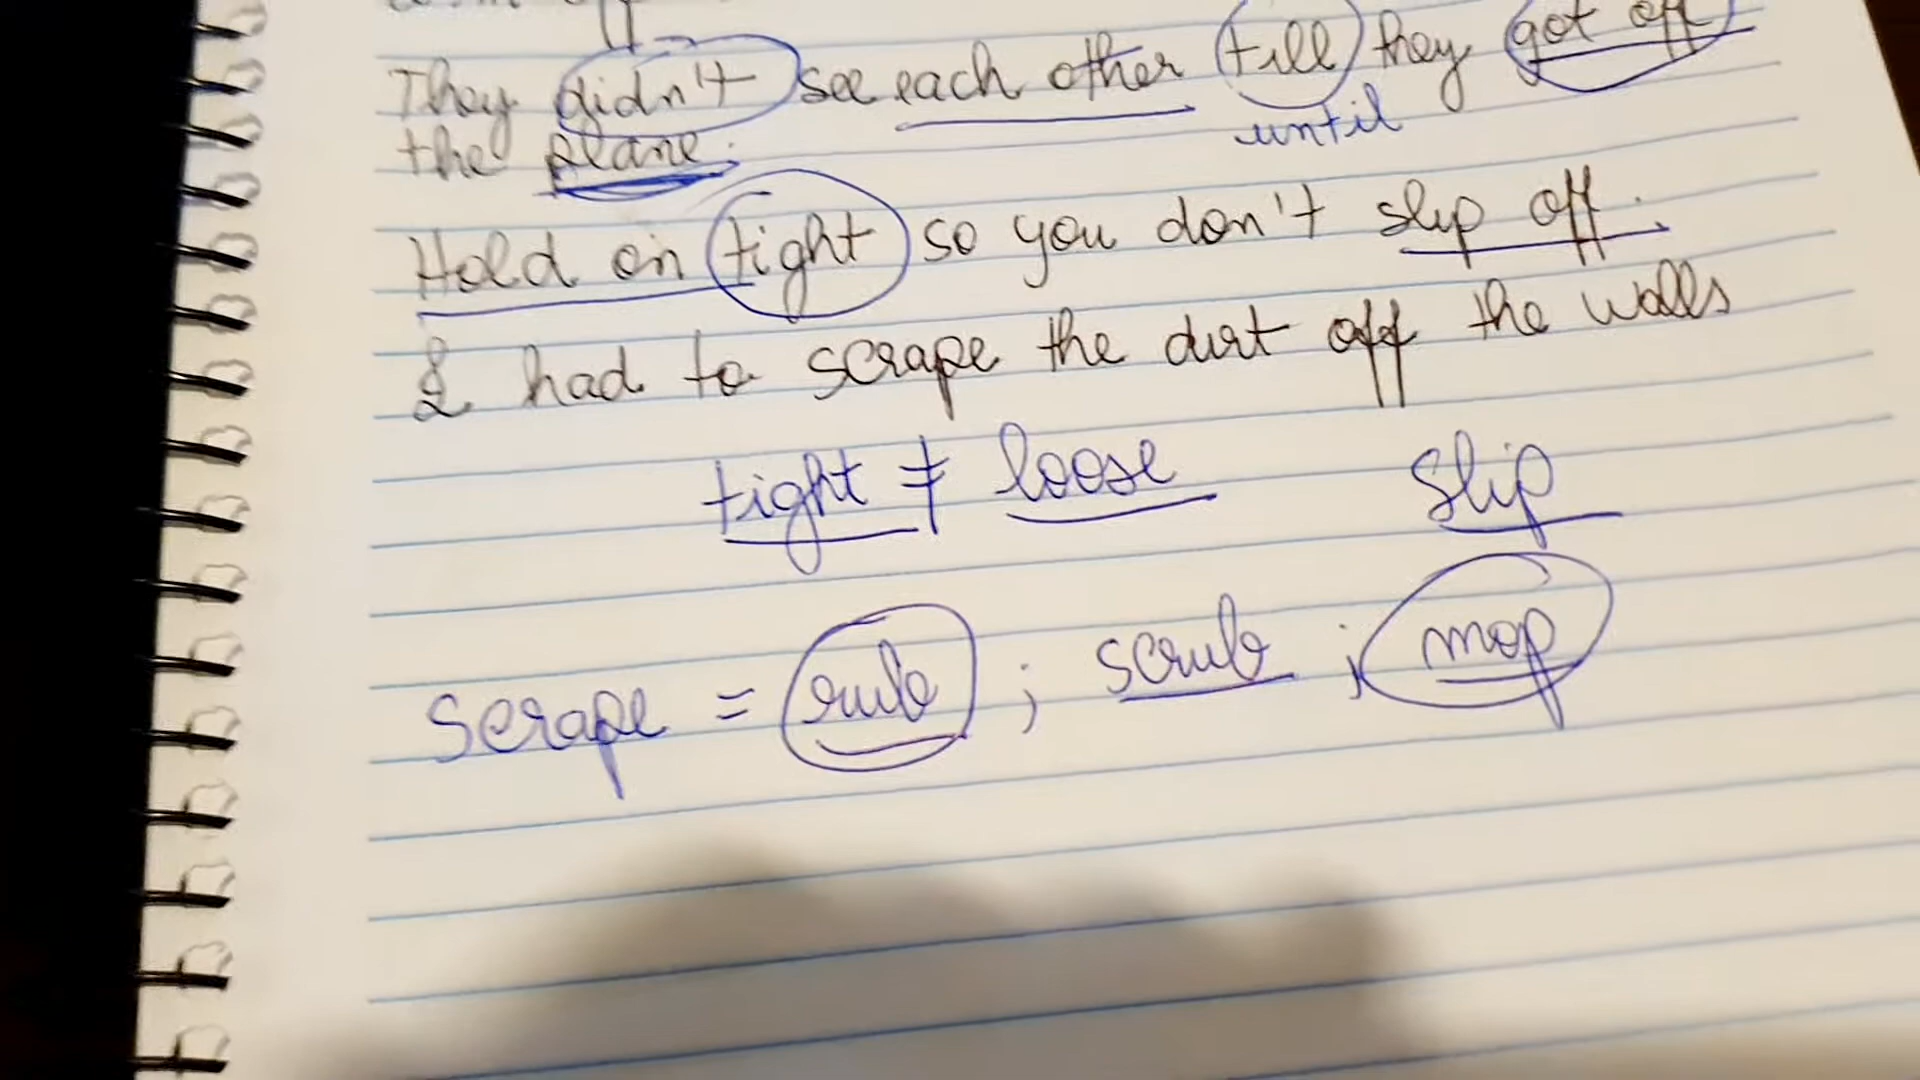 They didn't see each other till they got off
until
the plane.
Hold on tight so you don't slip off.
I had to scrape the dirt off the walls
tight ≠ loose slip
scrape = rub ; scrub ; mop